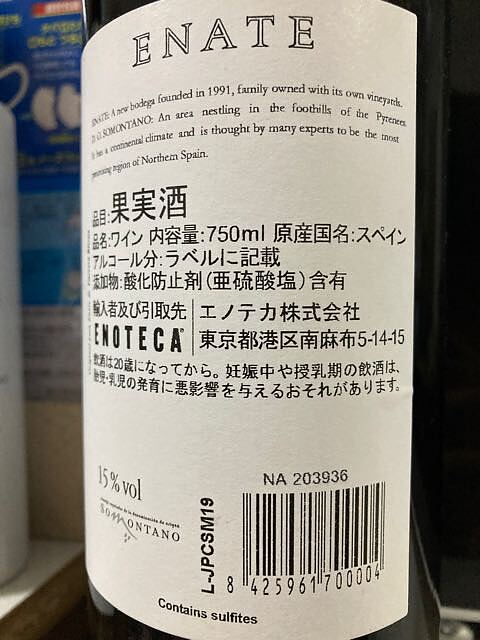 ENATE
ENATE: A new bodega founded in 1991, family owned with its own vineyards.
D. O. SOMONTANO: An area nestling in the foothills of the Pyrenees
It has a continental climate and is thought by many experts to be the most
promising region of Northern Spain.
品目:果実酒
品名:ワイン 内容量:750ml 原産国名:スペイン
アルコール分:ラベルに記載
添加物:酸化防止剤(亜硫酸塩)含有
輸入者及び引取先 エノテカ株式会社
ENOTECA 東京都港区南麻布5-14-15
飲酒は20歳になってから。妊娠中や授乳期の飲酒は、
胎児・乳児の発育に悪影響を与えるおそれがあります。
15% vol
SOMONTANO
NA 203936
L-JPCSM19
8 425961 700004
Contains sulfites